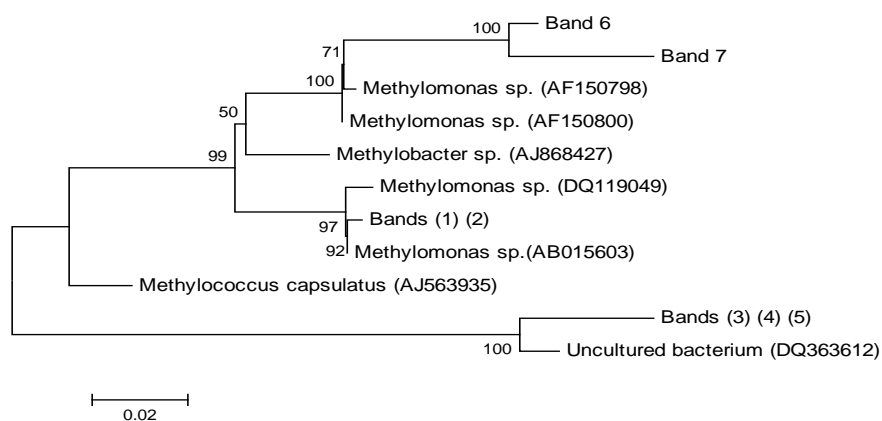 100
Band 6
Band 7
71
100
Methylomonas sp. (AF150798)
Methylomonas sp. (AF150800)
50
Methylobacter sp. (AJ868427)
99
Methylomonas sp. (DQ119049)
Bands (1) (2)
97
92
Methylomonas sp.(AB015603)
Methylococcus capsulatus (AJ563935)
Bands (3) (4) (5)
100
Uncultured bacterium (DQ363612)
0.02